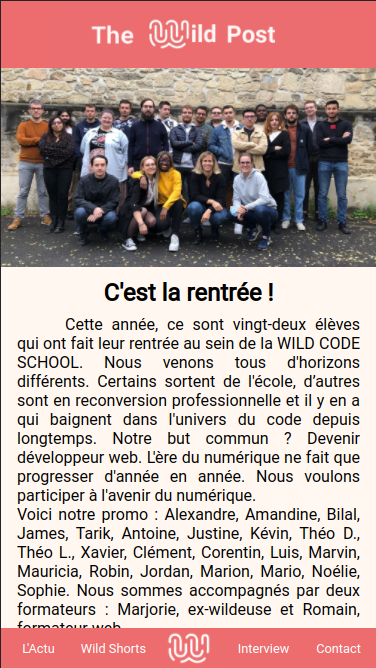 The Wild Post
C'est la rentrée !
Cette année, ce sont vingt-deux élèves
qui ont fait leur rentrée au sein de la WILD CODE
SCHOOL. Nous venons tous d'horizons
différents. Certains sortent de l'école, d’autres
sont en reconversion professionnelle et il y en a
qui baignent dans l'univers du code depuis
longtemps. Notre but commun ? Devenir
développeur web. L'ère du numérique ne fait que
progresser d'année en année. Nous voulons
participer à l'avenir du numérique.
Voici notre promo : Alexandre, Amandine, Bilal,
James, Tarik, Antoine, Justine, Kévin, Théo D.,
Théo L., Xavier, Clément, Corentin, Luis, Marvin,
Mauricia, Robin, Jordan, Marion, Mario, Noélie,
Sophie. Nous sommes accompagnés par deux
formateurs : Marjorie, ex-wildeuse et Romain,
formateur web
L'Actu Wild Shorts W Interview Contact